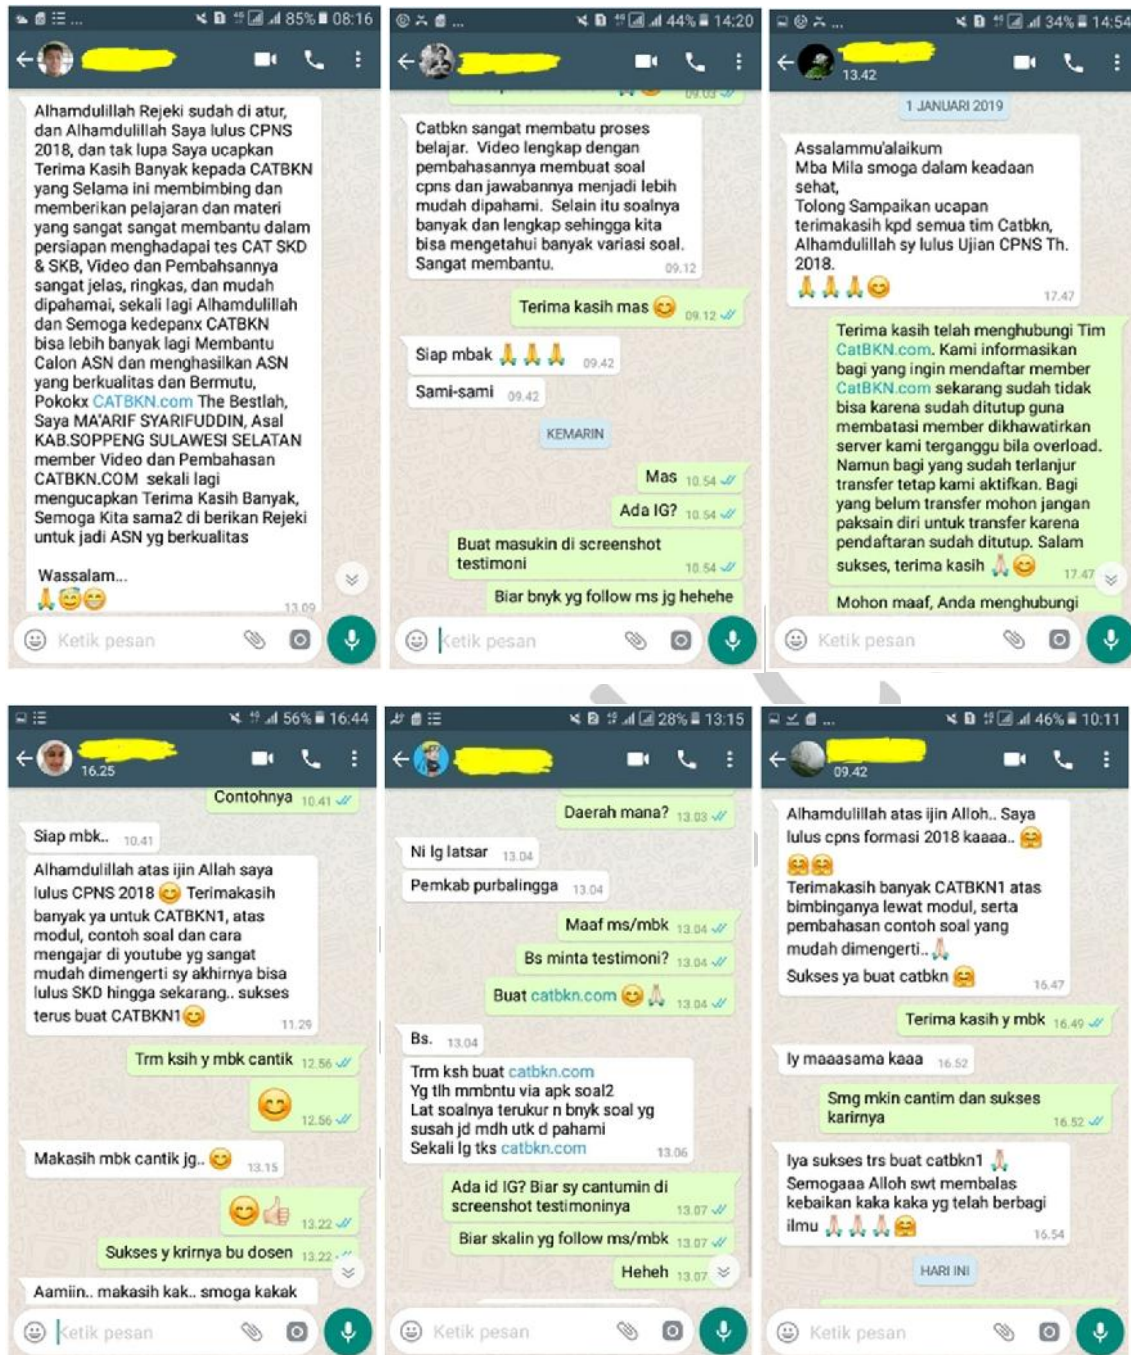 85% 08:16
Alhamdulillah Rejeki sudah di atur,
dan Alhamdulillah Saya lulus CPNS
2018, dan tak lupa Saya ucapkan
Terima Kasih Banyak kepada CATBKN
yang Selama ini membimbing dan
memberikan pelajaran dan materi
yang sangat sangat membantu dalam
persiapan menghadapai tes CAT SKD
& SKB, Video dan Pembahsannya
sangat jelas, ringkas, dan mudah
dipahamai, sekali lagi Alhamdulillah
dan Semoga kedepanx CATBKN
bisa lebih banyak lagi Membantu
Calon ASN dan menghasilkan ASN
yang berkualitas dan Bermutu,
Pokokx CATBKN.com The Bestlah,
Saya MA'ARIF SYARIFUDDIN, Asal
KAB.SOPPENG SULAWESI SELATAN
member Video dan Pembahasan
CATBKN.COM sekali lagi
mengucapkan Terima Kasih Banyak,
Semoga Kita sama2 di berikan Rejeki
untuk jadi ASN yg berkualitas
Wassalam...
🙏😇😁 13.09
Ketik pesan
44% 14:20
09.03
Catbkn sangat membatu proses
belajar. Video lengkap dengan
pembahasannya membuat soal
cpns dan jawabannya menjadi lebih
mudah dipahami. Selain itu soalnya
banyak dan lengkap sehingga kita
bisa mengetahui banyak variasi soal.
Sangat membantu. 09.12
Terima kasih mas 😊 09.12
Siap mbak 🙏🙏🙏 09.42
Sami-sami 09.42
KEMARIN
Mas 10.54
Ada IG? 10.54
Buat masukin di screenshot
testimoni 10.54
Biar bnyk yg follow ms jg hehehe
Ketik pesan
34% 14:54
13.42
1 JANUARI 2019
Assalammu'alaikum
Mba Mila smoga dalam keadaan
sehat,
Tolong Sampaikan ucapan
terimakasih kpd semua tim Catbkn,
Alhamdulillah sy lulus Ujian CPNS Th.
2018.
🙏🙏🙏😊 17.47
Terima kasih telah menghubungi Tim
CatBKN.com. Kami informasikan
bagi yang ingin mendaftar member
CatBKN.com sekarang sudah tidak
bisa karena sudah ditutup guna
membatasi member dikhawatirkan
server kami terganggu bila overload.
Namun bagi yang sudah terlanjur
transfer tetap kami aktifkan. Bagi
yang belum transfer mohon jangan
paksain diri untuk transfer karena
pendaftaran sudah ditutup. Salam
sukses, terima kasih 🙏😊 17.47
Mohon maaf, Anda menghubungi
Ketik pesan
56% 16:44
16.25
Contohnya 10.41
Siap mbk.. 10.41
Alhamdulillah atas ijin Allah saya
lulus CPNS 2018 😊 Terimakasih
banyak ya untuk CATBKN1, atas
modul, contoh soal dan cara
mengajar di youtube yg sangat
mudah dimengerti sy akhirnya bisa
lulus SKD hingga sekarang.. sukses
terus buat CATBKN1😊 11.29
Trm ksih y mbk cantik 12.56
😊 12.56
Makasih mbk cantik jg.. 😊 13.15
😊👍 13.22
Sukses y krirnya bu dosen 13.22
Aamiin.. makasih kak.. smoga kakak
Ketik pesan
28% 13:15
Daerah mana? 13.03
Ni lg latsar 13.04
Pemkab purbalingga 13.04
Maaf ms/mbk 13.04
Bs minta testimoni? 13.04
Buat catbkn.com 😊🙏 13.04
Bs. 13.04
Trm ksh buat catbkn.com
Yg tlh mmbntu via apk soal2
Lat soalnya terukur n bnyk soal yg
susah jd mdh utk d pahami
Sekali lg tks catbkn.com 13.06
Ada id IG? Biar sy cantumin di
screenshot testimoninya 13.07
Biar skalin yg follow ms/mbk 13.07
Heheh 13.07
Ketik pesan
46% 10:11
09.42
Alhamdulillah atas ijin Alloh.. Saya
lulus cpns formasi 2018 kaaaa.. 🤗
🤗🤗
Terimakasih banyak CATBKN1 atas
bimbinganya lewat modul, serta
pembahasan contoh soal yang
mudah dimengerti.. 🙏
Sukses ya buat catbkn 🤗 16.47
Terima kasih y mbk 16.49
Iy maaasama kaaa 16.52
Smg mkin cantim dan sukses
karirnya 16.52
Iya sukses trs buat catbkn1 🙏
Semogaaa Alloh swt membalas
kebaikan kaka kaka yg telah berbagi
ilmu 🙏🙏🙏🤗 16.54
HARI INI
Ketik pesan